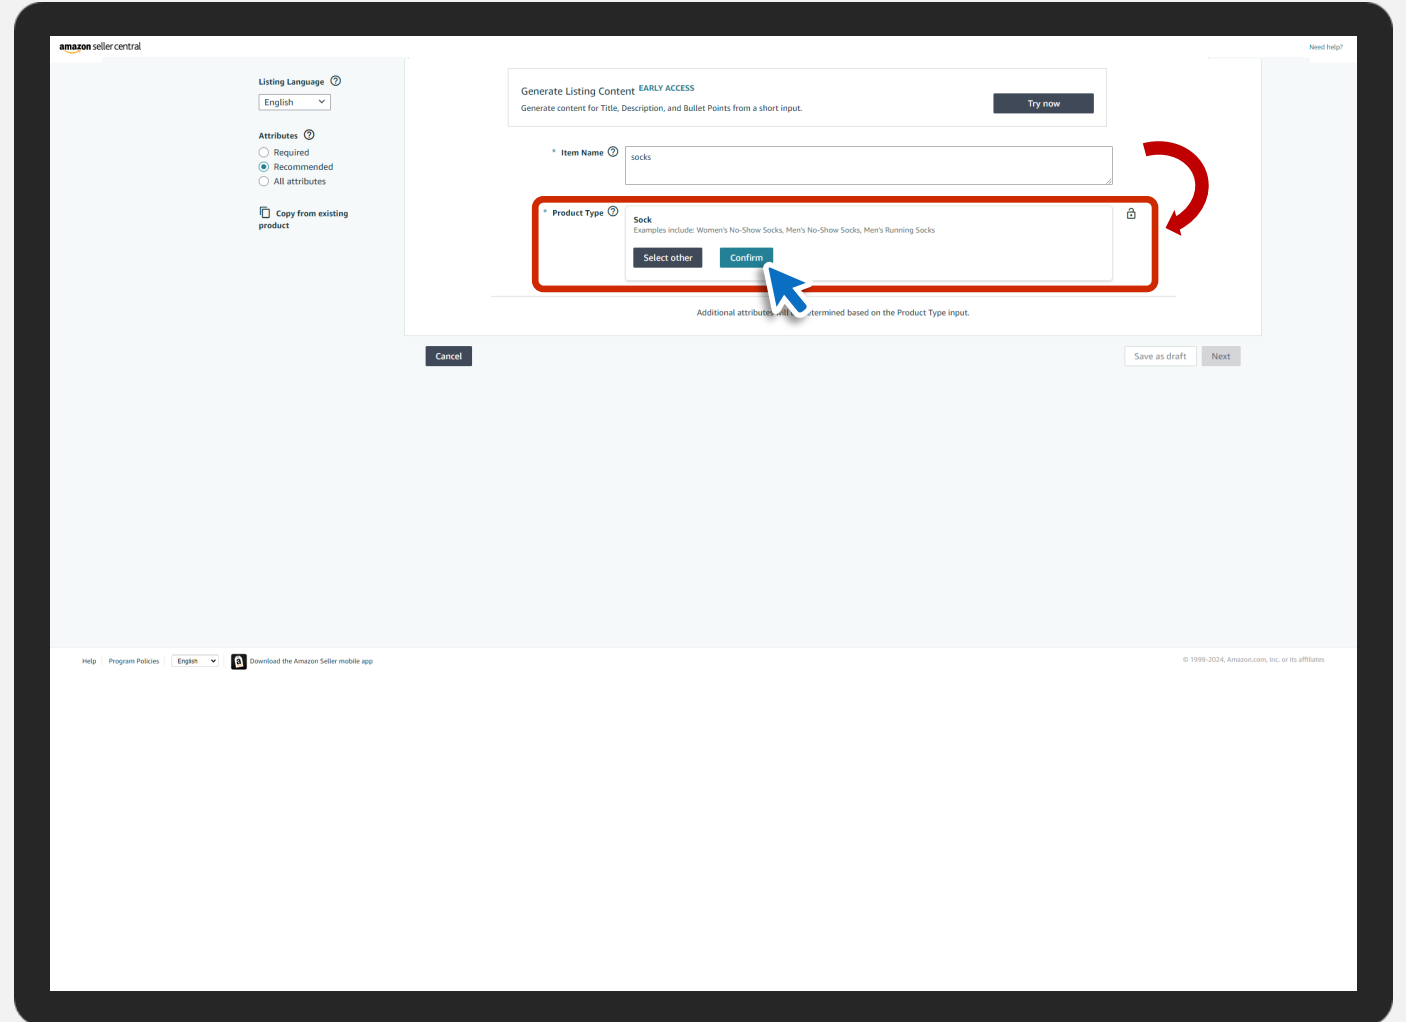 amazon seller central
Need help?
Listing Language
English
Attributes
Required
Recommended
All attributes
Copy from existing
product
Generate Listing Content EARLY ACCESS
Generate content for Title, Description, and Bullet Points from a short input.
Try now
* Item Name
socks
* Product Type
Sock
Examples include: Women's No-Show Socks, Men's No-Show Socks, Men's Running Socks
Select other
Confirm
Additional attributes will determined based on the Product Type input.
Cancel
Save as draft
Next
Help
Program Policies
English
Download the Amazon Seller mobile app
© 1999-2024, Amazon.com, Inc. or its affiliates